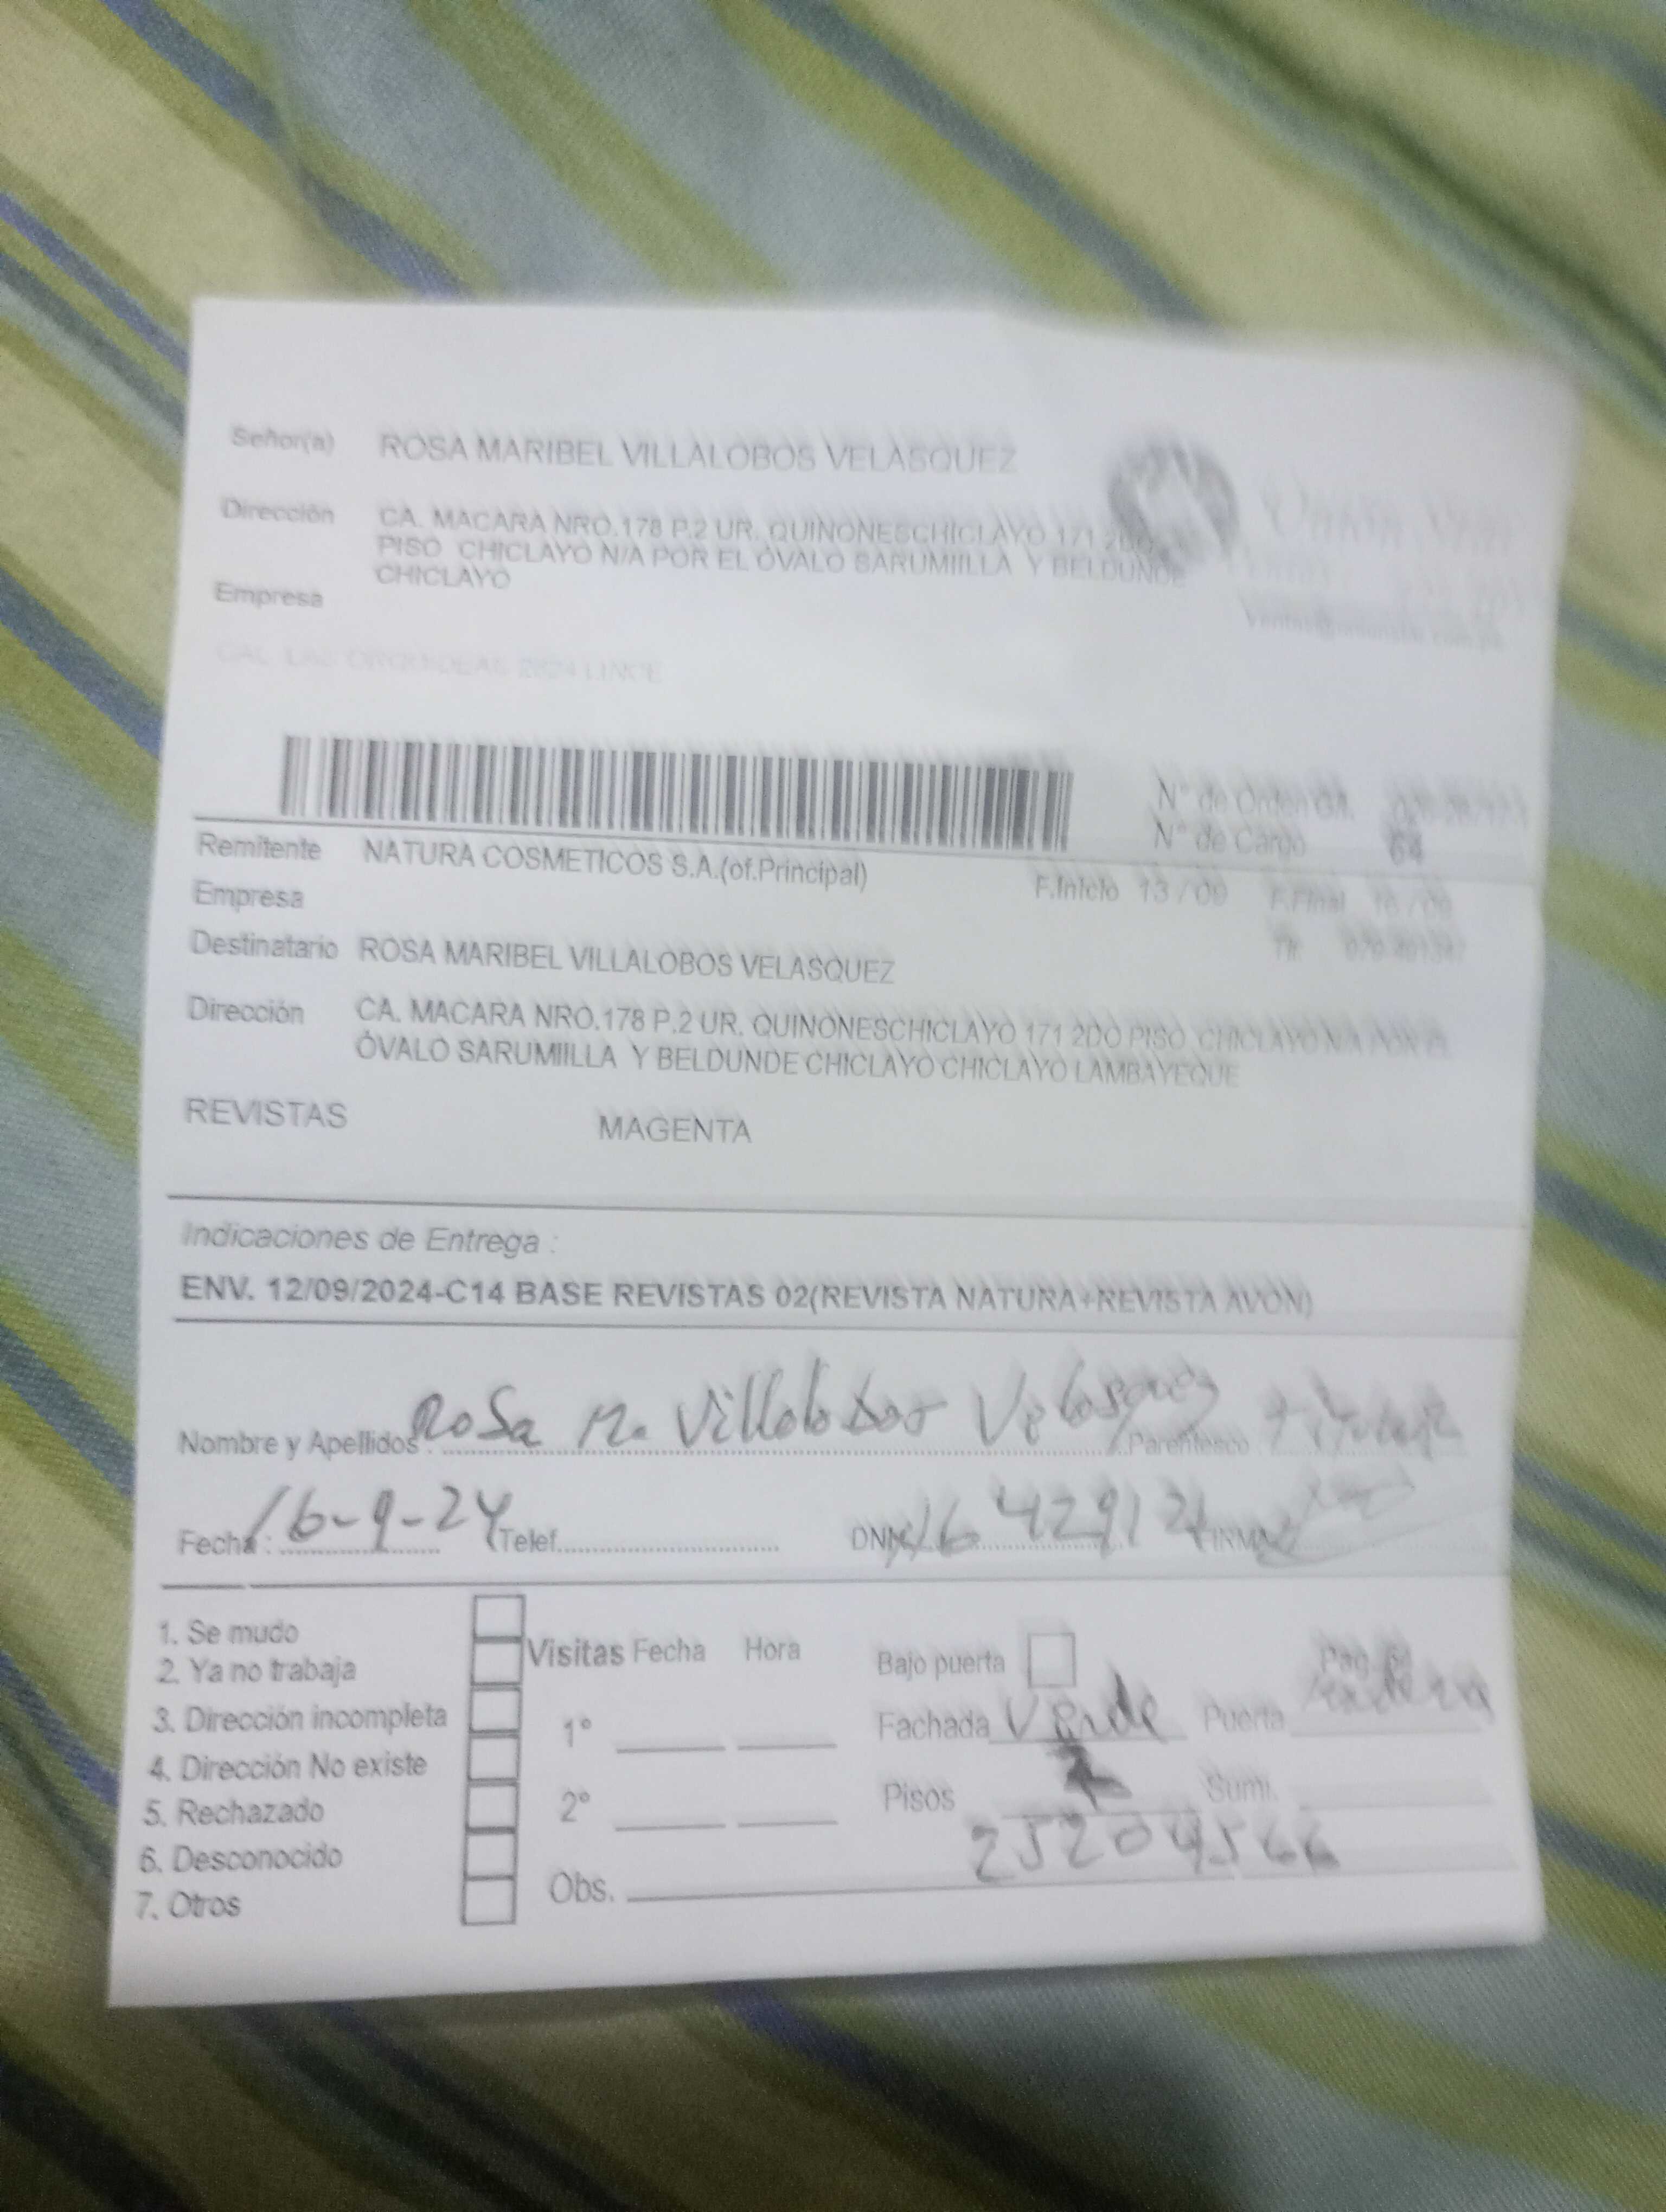 Señor(a) ROSA MARIBEL VILLALOBOS VELASQUEZ
Dirección CA. MACARA NRO.178 P.2 UR. QUINONESCHICLAYO 171 2DO
PISO CHICLAYO N/A POR EL ÓVALO SARUMIILLA Y BELDUNDE
CHICLAYO
Empresa
N° de Orden
N° de Cargo 64
Remitente NATURA COSMETICOS S.A.(of.Principal)
F.Inicio 13/09 F.Final
Empresa
Destinatario ROSA MARIBEL VILLALOBOS VELASQUEZ
Dirección CA. MACARA NRO.178 P.2 UR. QUINONESCHICLAYO 171 2DO PISO CHICLAYO N/A POR EL
ÓVALO SARUMIILLA Y BELDUNDE CHICLAYO CHICLAYO LAMBAYEQUE
REVISTAS MAGENTA
Indicaciones de Entrega :
ENV. 12/09/2024-C14 BASE REVISTAS 02(REVISTA NATURA+REVISTA AVON)
Nombre y Apellidos : Rosa M. Villalobos Velasquez Parentesco
Fecha : 16-9-24 Telef. DNI FIRMA
1. Se mudo
2. Ya no trabaja
3. Dirección incompleta
4. Dirección No existe
5. Rechazado
6. Desconocido
7. Otros
Visitas Fecha Hora
1°
2°
Obs.
Bajo puerta
Fachada Verde Puerta
Pisos 2 Sumi.